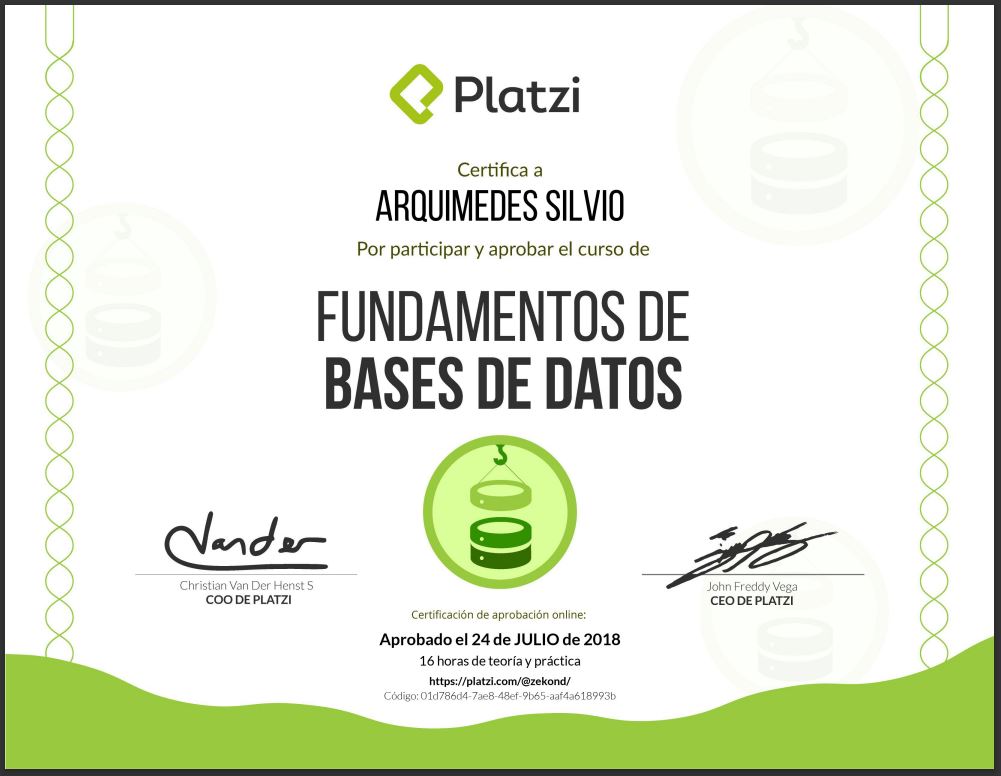 Platzi
Certifica a
ARQUIMEDES SILVIO
Por participar y aprobar el curso de
FUNDAMENTOS DE
BASES DE DATOS
Vander
Christian Van Der Henst S
COO DE PLATZI
John Freddy Vega
CEO DE PLATZI
Certificación de aprobación online:
Aprobado el 24 de JULIO de 2018
16 horas de teoría y práctica
https://platzi.com/@zekond/
Código: 01d786d4-7ae8-48ef-9b65-aaf4a618993b